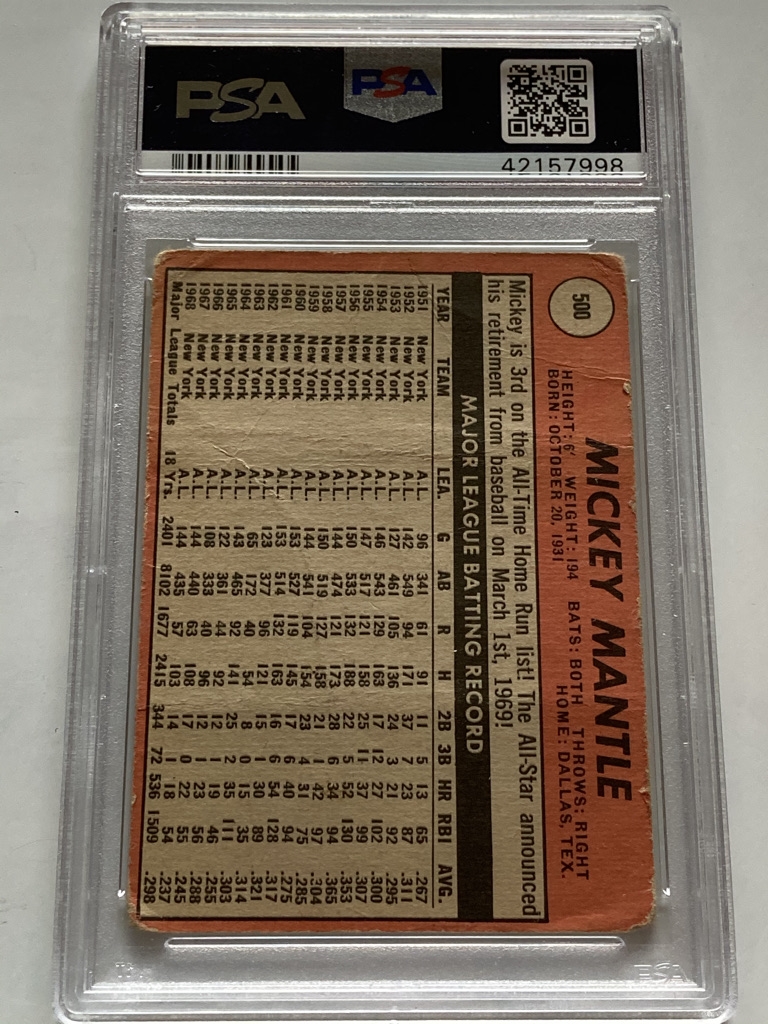 PSA
PSA
42157998
500
MICKEY MANTLE
HEIGHT: 6' WEIGHT: 194 BATS: BOTH THROWS: RIGHT
BORN: OCTOBER 20, 1931 HOME: DALLAS, TEX.
Mickey is 3rd on the All-Time Home Run list! The All-Star announced
his retirement from baseball on March 1st, 1969!
MAJOR LEAGUE BATTING RECORD
YEAR TEAM LEA. G AB R H 2B 3B HR RBI AVG.
1951 New York A.L. 96 341 61 91 11 5 13 65 .267
1952 New York A.L. 142 549 94 171 37 7 23 87 .311
1953 New York A.L. 127 461 105 136 24 3 21 92 .295
1954 New York A.L. 146 543 129 163 17 12 27 102 .300
1955 New York A.L. 147 517 121 158 25 11 37 99 .307
1956 New York A.L. 150 533 132 188 22 5 52 130 .353
1957 New York A.L. 144 474 121 173 28 6 34 94 .365
1958 New York A.L. 150 519 127 158 21 1 42 97 .304
1959 New York A.L. 144 541 104 154 23 4 31 75 .285
1960 New York A.L. 153 527 119 145 17 6 40 94 .275
1961 New York A.L. 153 514 132 163 16 6 54 128 .317
1962 New York A.L. 123 377 96 121 15 1 30 89 .321
1963 New York A.L. 65 172 40 54 8 0 15 35 .314
1964 New York A.L. 143 465 92 141 25 2 35 111 .303
1965 New York A.L. 122 361 44 92 12 1 19 46 .255
1966 New York A.L. 108 333 40 96 12 1 23 56 .288
1967 New York A.L. 144 440 63 108 17 0 22 55 .245
1968 New York A.L. 144 435 57 103 14 1 18 54 .237
Major League Totals 18 Yrs. 2401 8102 1677 2415 344 72 536 1509 .298
PSA